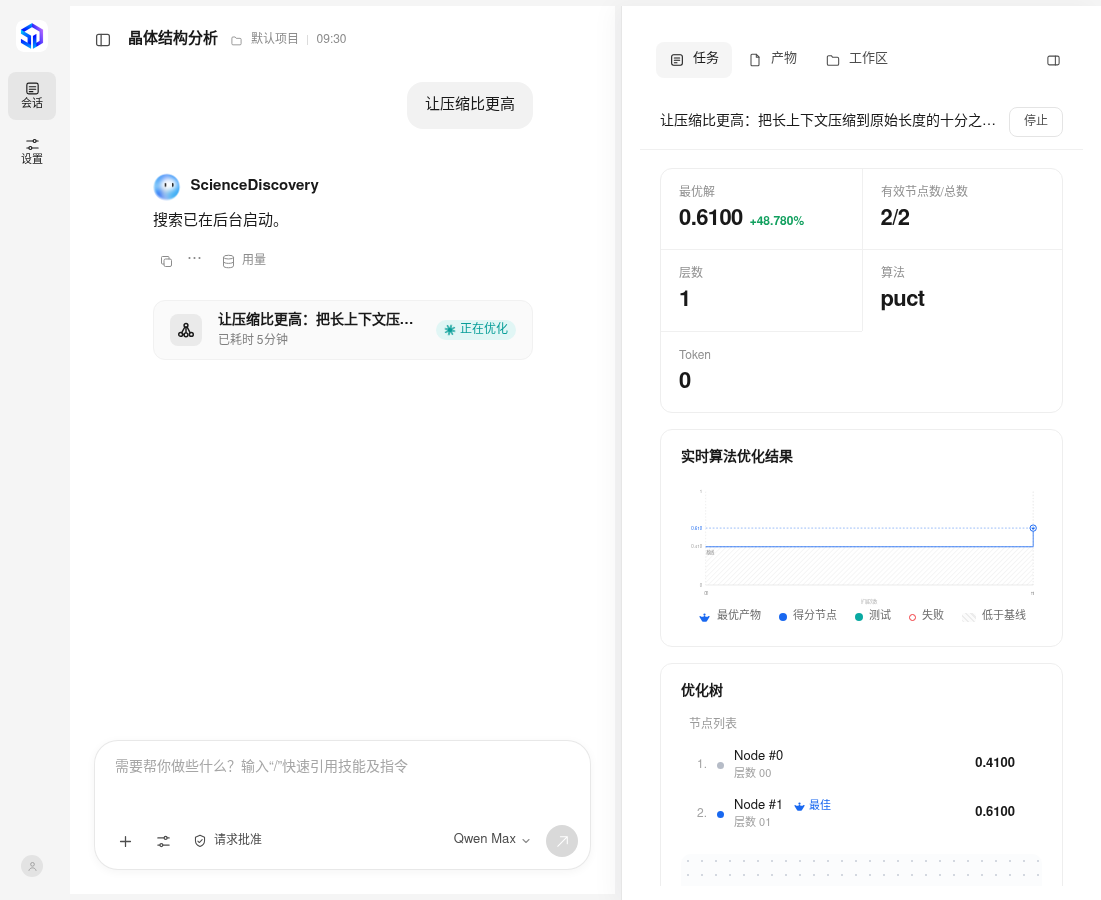 会话
设置
晶体结构分析 默认项目 09:30
让压缩比更高
ScienceDiscovery
搜索已在后台启动。
用量
让压缩比更高：把长上下文压…
已耗时 5分钟
正在优化
需要帮你做些什么？输入“/”快速引用技能及指令
请求批准
Qwen Max
任务 产物 工作区
让压缩比更高：把长上下文压缩到原始长度的十分之… 停止
最优解
0.6100 +48.780%
有效节点数/总数
2/2
层数
1
算法
puct
Token
0
实时算法优化结果
最优产物 得分节点 测试 失败 低于基线
优化树
节点列表
1. Node #0 0.4100
层数 00
2. Node #1 最佳 0.6100
层数 01